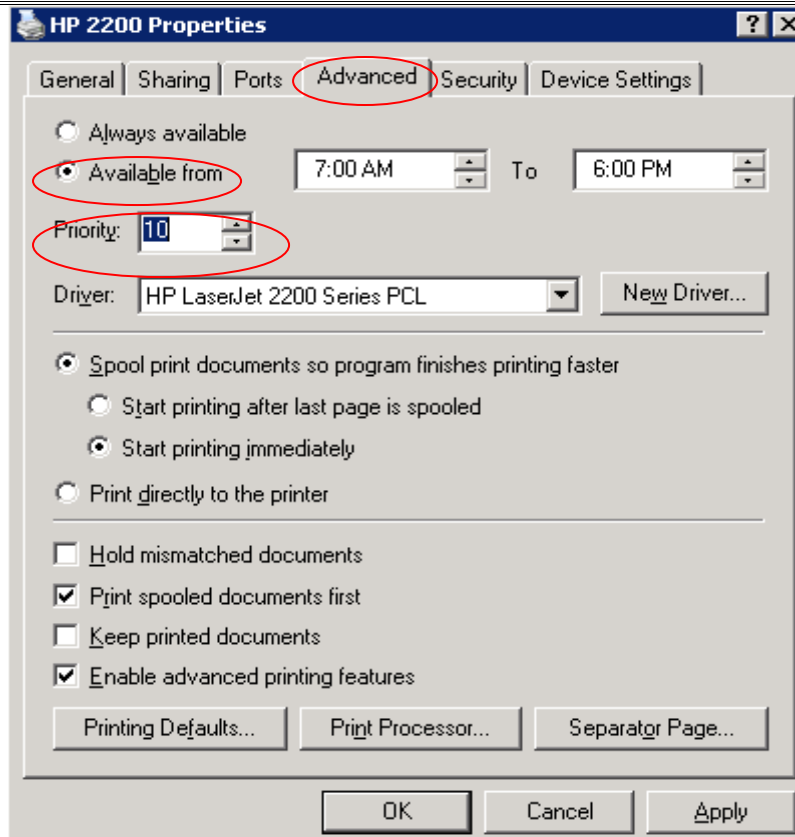 HP 2200 Properties ? X
General Sharing Ports Advanced Security Device Settings
Always available
Available from 7:00 AM To 6:00 PM
Priority: 10
Driver: HP LaserJet 2200 Series PCL New Driver...
Spool print documents so program finishes printing faster
Start printing after last page is spooled
Start printing immediately
Print directly to the printer
Hold mismatched documents
Print spooled documents first
Keep printed documents
Enable advanced printing features
Printing Defaults... Print Processor... Separator Page...
OK Cancel Apply